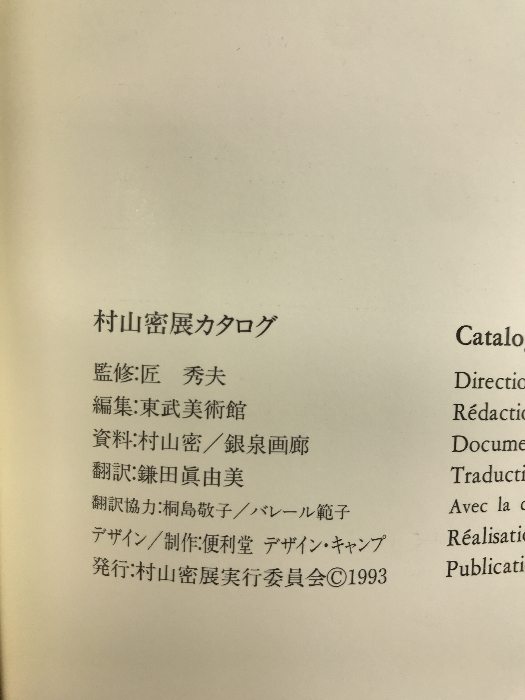 村山密展カタログ
監修:匠　秀夫
編集:東武美術館
資料:村山密／銀泉画廊
翻訳:鎌田眞由美
翻訳協力:桐島敬子／バレール範子
デザイン／制作:便利堂 デザイン・キャンプ
発行:村山密展実行委員会©1993
Avec la